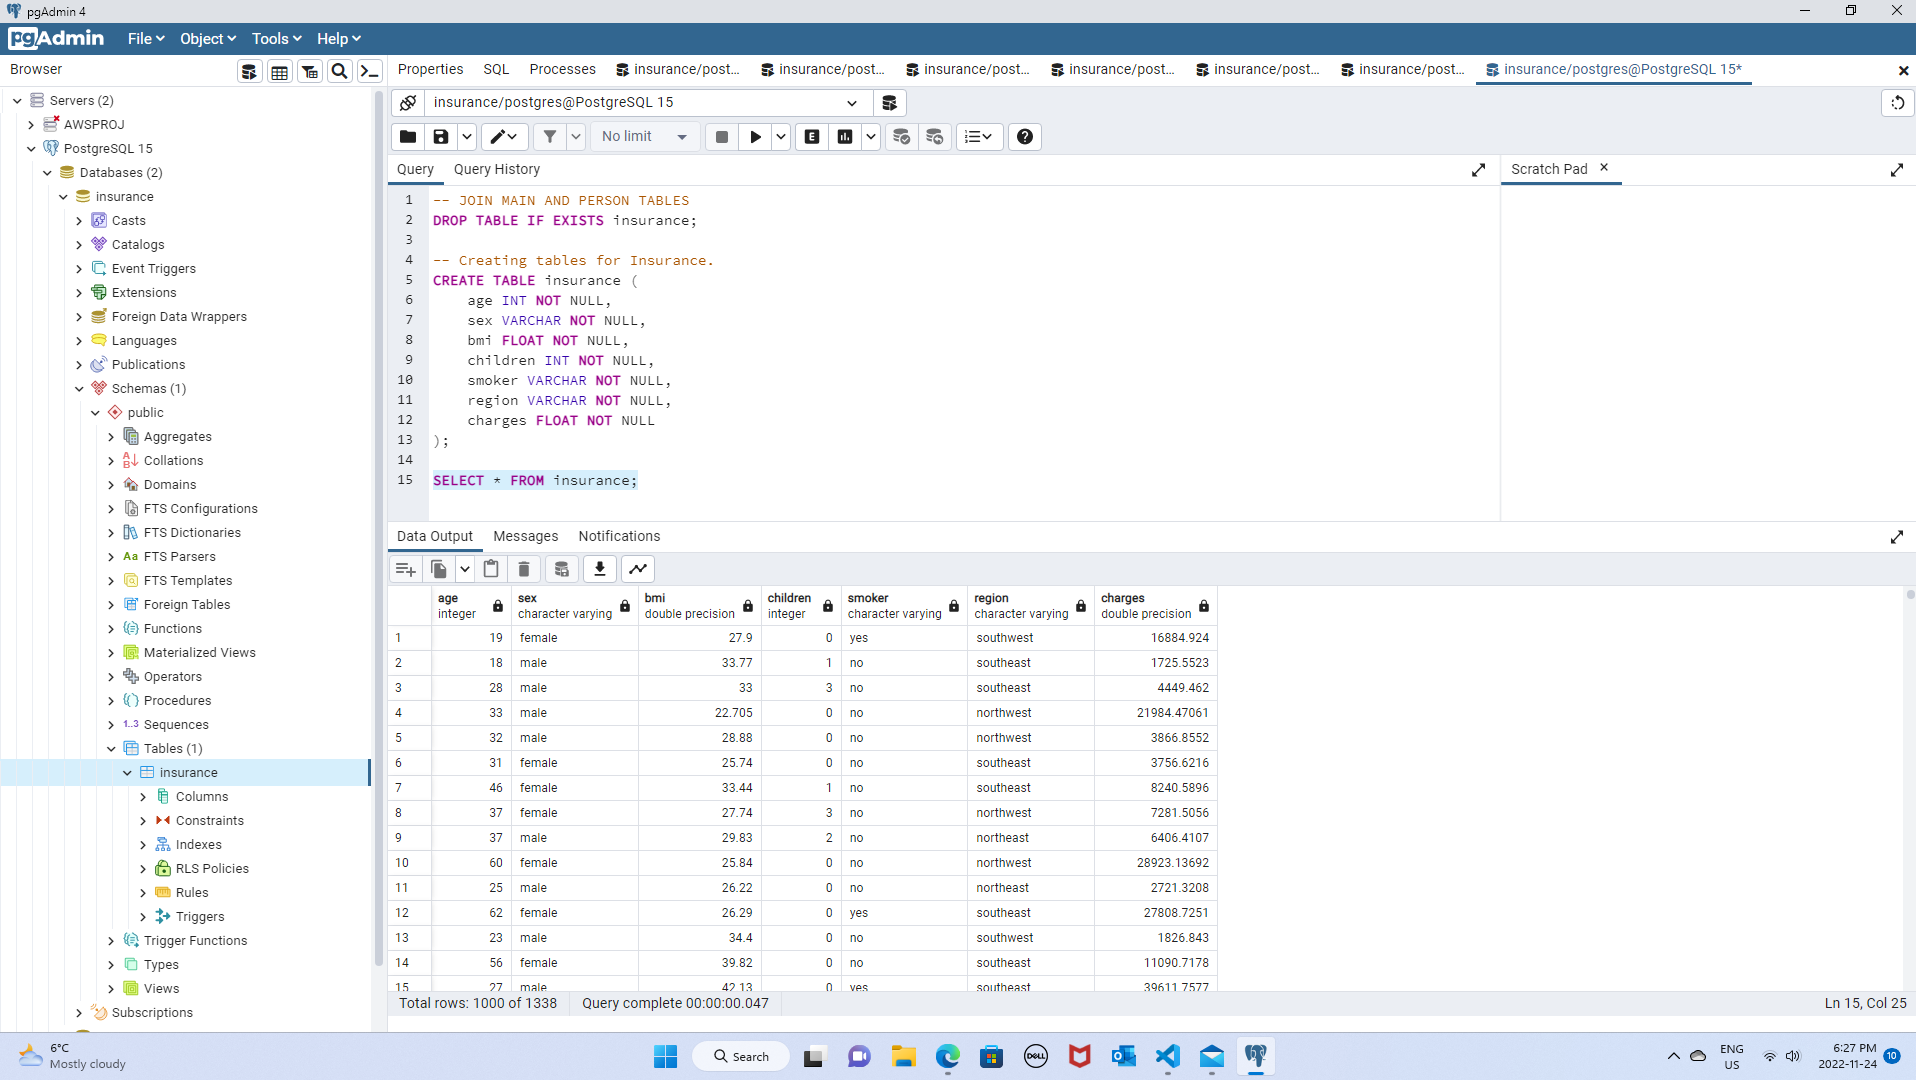 pgAdmin 4
pgAdmin File Object Tools Help
Browser
Properties SQL Processes insurance/post... insurance/post... insurance/post... insurance/post... insurance/post... insurance/post... insurance/postgres@PostgreSQL 15*
Servers (2)
AWSPROJ
PostgreSQL 15
Databases (2)
insurance
Casts
Catalogs
Event Triggers
Extensions
Foreign Data Wrappers
Languages
Publications
Schemas (1)
public
Aggregates
Collations
Domains
FTS Configurations
FTS Dictionaries
Aa FTS Parsers
FTS Templates
Foreign Tables
Functions
Materialized Views
Operators
Procedures
1..3 Sequences
Tables (1)
insurance
Columns
Constraints
Indexes
RLS Policies
Rules
Triggers
Trigger Functions
Types
Views
Subscriptions
insurance/postgres@PostgreSQL 15
No limit E
Query Query History
Scratch Pad
1 -- JOIN MAIN AND PERSON TABLES
2 DROP TABLE IF EXISTS insurance;
3
4 -- Creating tables for Insurance.
5 CREATE TABLE insurance (
6 age INT NOT NULL,
7 sex VARCHAR NOT NULL,
8 bmi FLOAT NOT NULL,
9 children INT NOT NULL,
10 smoker VARCHAR NOT NULL,
11 region VARCHAR NOT NULL,
12 charges FLOAT NOT NULL
13 );
14
15 SELECT * FROM insurance;
Data Output Messages Notifications
age sex bmi children smoker region charges
integer character varying double precision integer character varying character varying double precision
1 19 female 27.9 0 yes southwest 16884.924
2 18 male 33.77 1 no southeast 1725.5523
3 28 male 33 3 no southeast 4449.462
4 33 male 22.705 0 no northwest 21984.47061
5 32 male 28.88 0 no northwest 3866.8552
6 31 female 25.74 0 no southeast 3756.6216
7 46 female 33.44 1 no southeast 8240.5896
8 37 female 27.74 3 no northwest 7281.5056
9 37 male 29.83 2 no northeast 6406.4107
10 60 female 25.84 0 no northwest 28923.13692
11 25 male 26.22 0 no northeast 2721.3208
12 62 female 26.29 0 yes southeast 27808.7251
13 23 male 34.4 0 no southwest 1826.843
14 56 female 39.82 0 no southeast 11090.7178
15 27 male 42.13 0 yes southeast 39611.7577
Total rows: 1000 of 1338 Query complete 00:00:00.047 Ln 15, Col 25
6°C
Mostly cloudy
Search
DELL
ENG
US
6:27 PM
2022-11-24
10